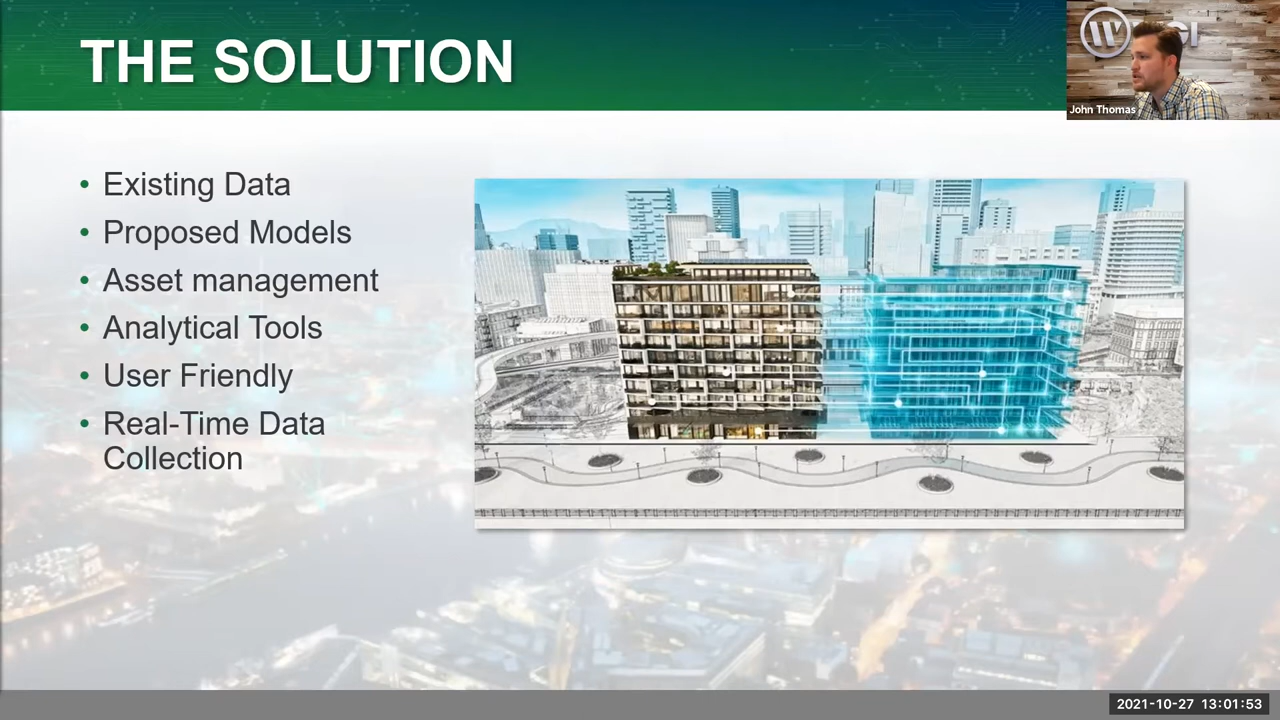 THE SOLUTION
John Thomas
• Existing Data
• Proposed Models
• Asset management
• Analytical Tools
• User Friendly
• Real-Time Data
Collection
2021-10-27 13:01:53